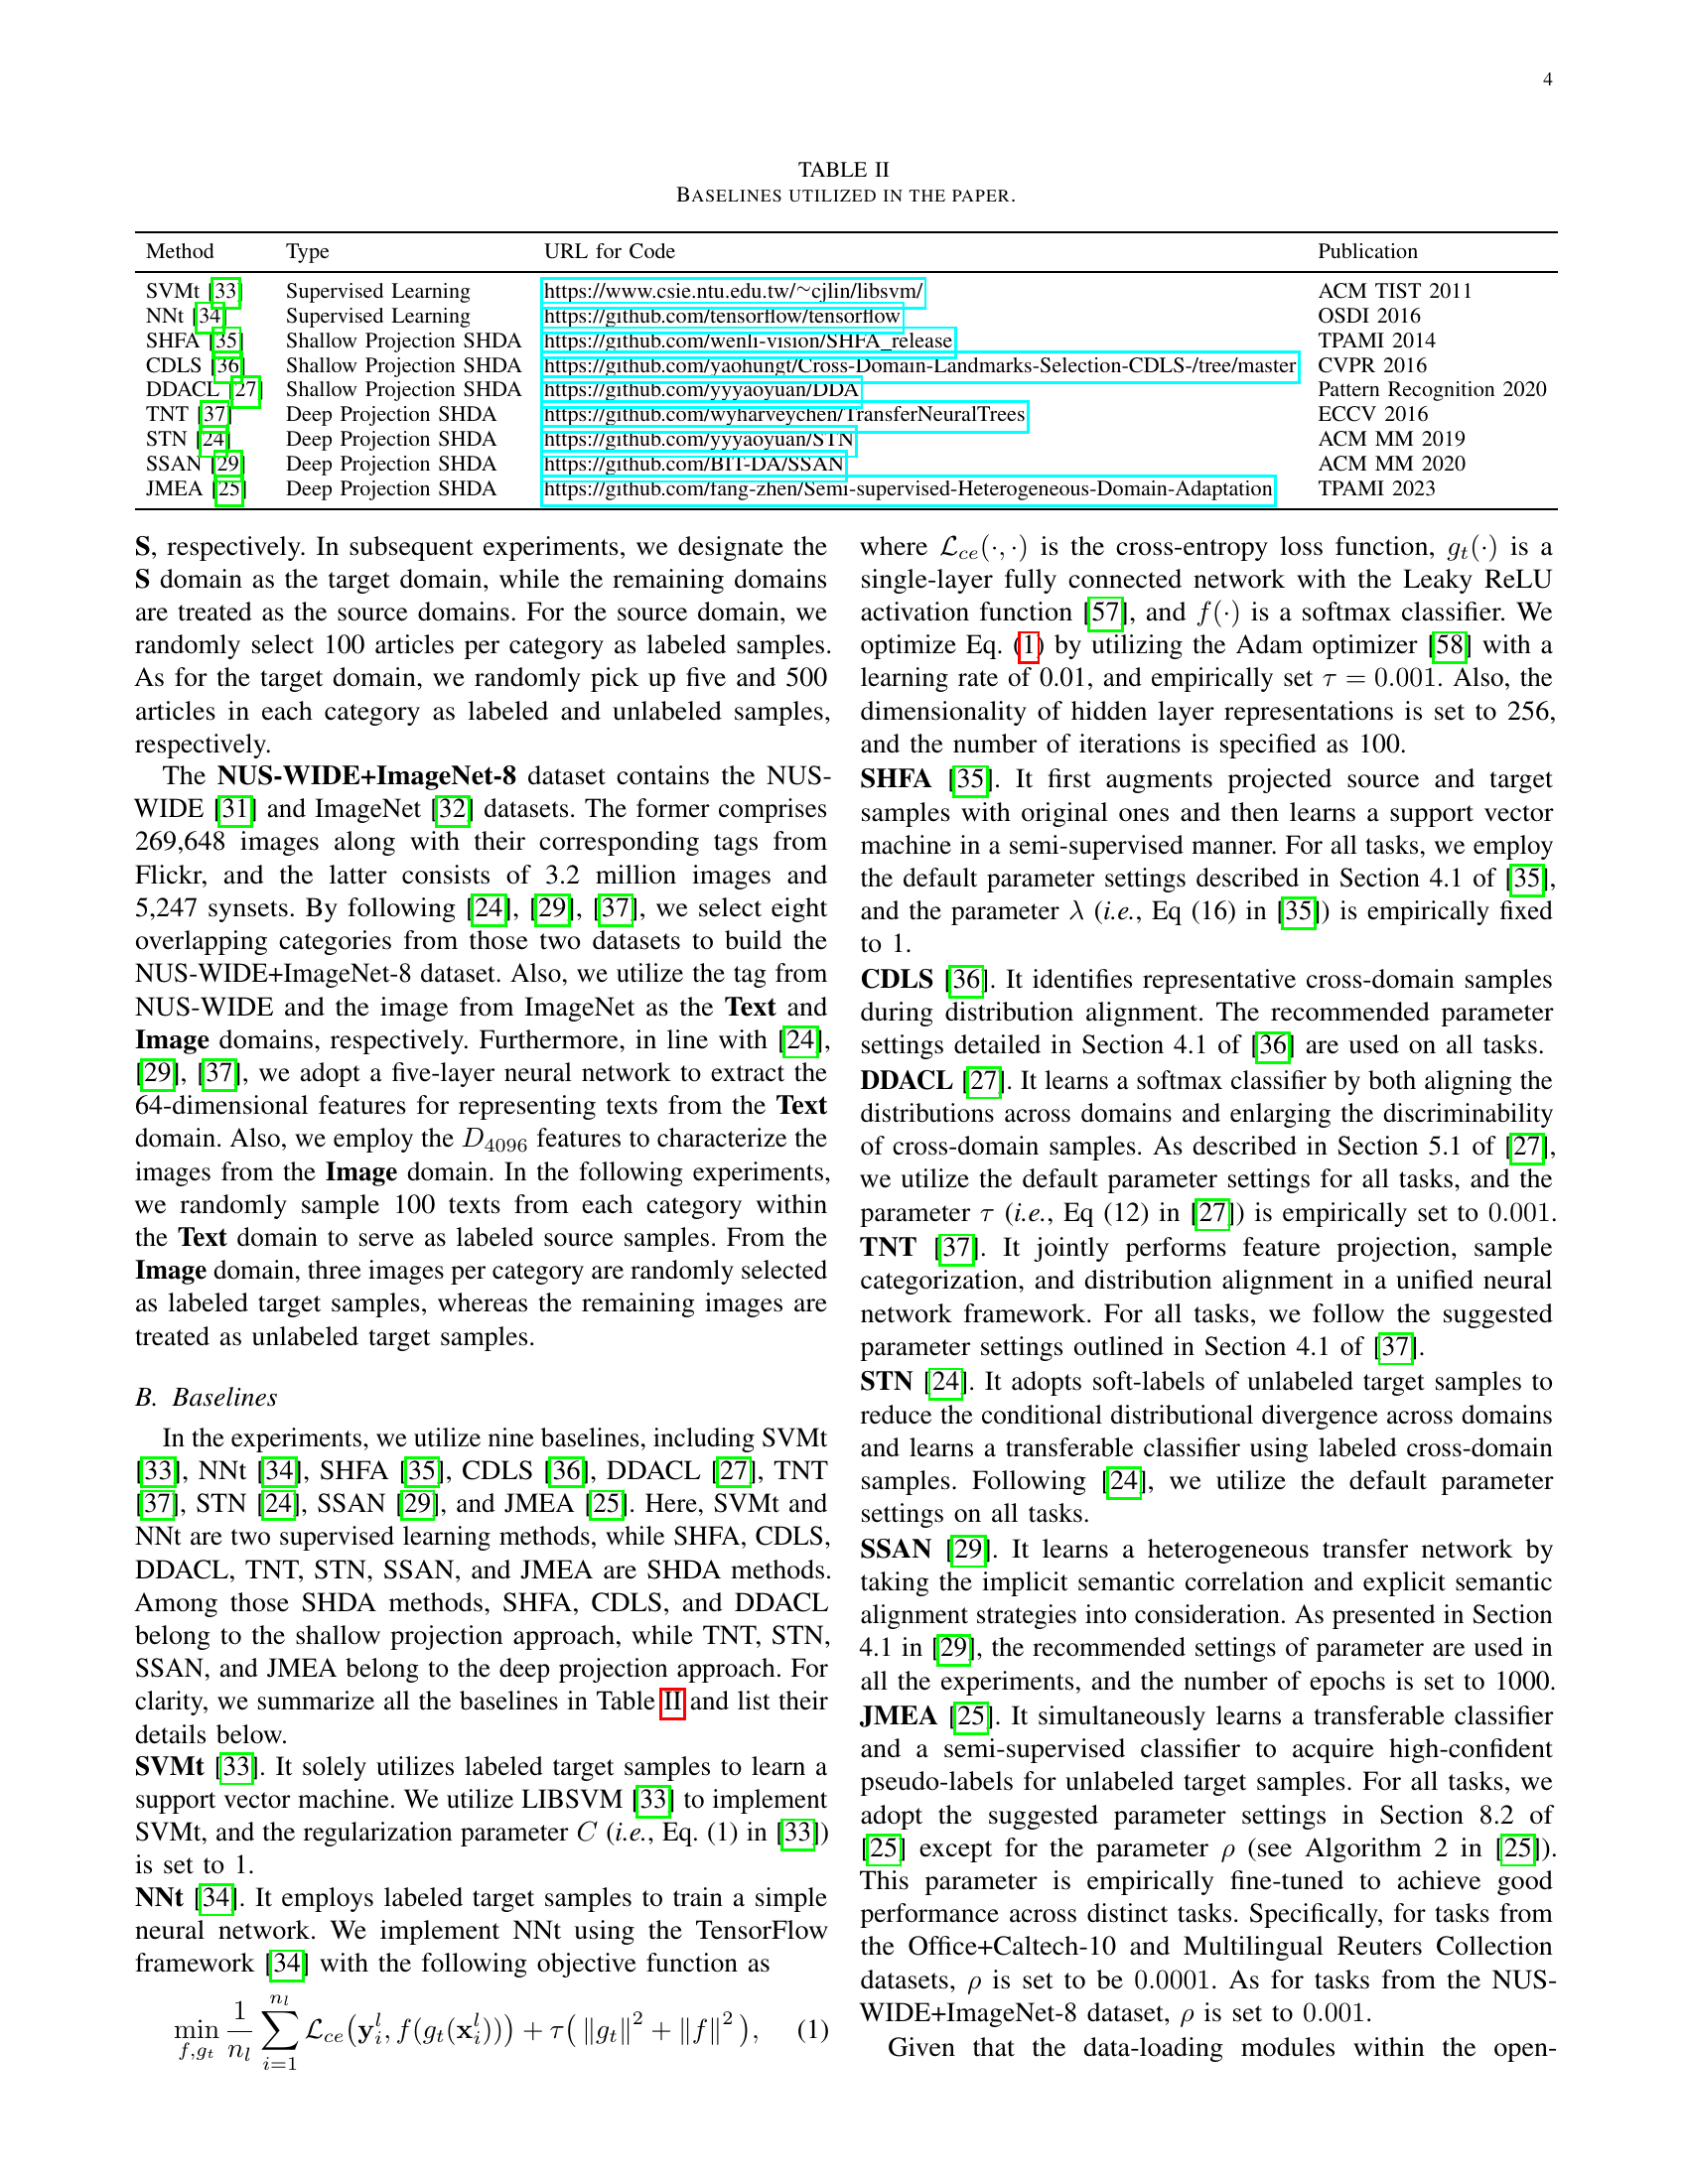 4
TABLE II
BASELINES UTILIZED IN THE PAPER.
Method Type URL for Code Publication
SVMt [33] Supervised Learning https://www.csie.ntu.edu.tw/~cjlin/libsvm/ ACM TIST 2011
NNt [34] Supervised Learning https://github.com/tensorflow/tensorflow OSDI 2016
SHFA [35] Shallow Projection SHDA https://github.com/wenli-vision/SHFA_release TPAMI 2014
CDLS [36] Shallow Projection SHDA https://github.com/yaohungt/Cross-Domain-Landmarks-Selection-CDLS-/tree/master CVPR 2016
DDACL [27] Shallow Projection SHDA https://github.com/yyyaoyuan/DDA Pattern Recognition 2020
TNT [37] Deep Projection SHDA https://github.com/wyharveychen/TransferNeuralTrees ECCV 2016
STN [24] Deep Projection SHDA https://github.com/yyyaoyuan/STN ACM MM 2019
SSAN [29] Deep Projection SHDA https://github.com/BIT-DA/SSAN ACM MM 2020
JMEA [25] Deep Projection SHDA https://github.com/fang-zhen/Semi-supervised-Heterogeneous-Domain-Adaptation TPAMI 2023
S, respectively. In subsequent experiments, we designate the
S domain as the target domain, while the remaining domains
are treated as the source domains. For the source domain, we
randomly select 100 articles per category as labeled samples.
As for the target domain, we randomly pick up five and 500
articles in each category as labeled and unlabeled samples,
respectively.
The NUS-WIDE+ImageNet-8 dataset contains the NUS-
WIDE [31] and ImageNet [32] datasets. The former comprises
269,648 images along with their corresponding tags from
Flickr, and the latter consists of 3.2 million images and
5,247 synsets. By following [24], [29], [37], we select eight
overlapping categories from those two datasets to build the
NUS-WIDE+ImageNet-8 dataset. Also, we utilize the tag from
NUS-WIDE and the image from ImageNet as the Text and
Image domains, respectively. Furthermore, in line with [24],
[29], [37], we adopt a five-layer neural network to extract the
64-dimensional features for representing texts from the Text
domain. Also, we employ the D4096 features to characterize the
images from the Image domain. In the following experiments,
we randomly sample 100 texts from each category within
the Text domain to serve as labeled source samples. From the
Image domain, three images per category are randomly selected
as labeled target samples, whereas the remaining images are
treated as unlabeled target samples.
B. Baselines
In the experiments, we utilize nine baselines, including SVMt
[33], NNt [34], SHFA [35], CDLS [36], DDACL [27], TNT
[37], STN [24], SSAN [29], and JMEA [25]. Here, SVMt and
NNt are two supervised learning methods, while SHFA, CDLS,
DDACL, TNT, STN, SSAN, and JMEA are SHDA methods.
Among those SHDA methods, SHFA, CDLS, and DDACL
belong to the shallow projection approach, while TNT, STN,
SSAN, and JMEA belong to the deep projection approach. For
clarity, we summarize all the baselines in Table II and list their
details below.
SVMt [33]. It solely utilizes labeled target samples to learn a
support vector machine. We utilize LIBSVM [33] to implement
SVMt, and the regularization parameter C (i.e., Eq. (1) in [33])
is set to 1.
NNt [34]. It employs labeled target samples to train a simple
neural network. We implement NNt using the TensorFlow
framework [34] with the following objective function as
min_{f,g_t} \frac{1}{n_l} \sum_{i=1}^{n_l} \mathcal{L}_{ce}(y_i^l, f(g_t(x_i^l))) + τ(‖g_t‖² + ‖f‖²), (1)
where L_ce(·, ·) is the cross-entropy loss function, g_t(·) is a
single-layer fully connected network with the Leaky ReLU
activation function [57], and f(·) is a softmax classifier. We
optimize Eq. (1) by utilizing the Adam optimizer [58] with a
learning rate of 0.01, and empirically set τ = 0.001. Also, the
dimensionality of hidden layer representations is set to 256,
and the number of iterations is specified as 100.
SHFA [35]. It first augments projected source and target
samples with original ones and then learns a support vector
machine in a semi-supervised manner. For all tasks, we employ
the default parameter settings described in Section 4.1 of [35],
and the parameter λ (i.e., Eq (16) in [35]) is empirically fixed
to 1.
CDLS [36]. It identifies representative cross-domain samples
during distribution alignment. The recommended parameter
settings detailed in Section 4.1 of [36] are used on all tasks.
DDACL [27]. It learns a softmax classifier by both aligning the
distributions across domains and enlarging the discriminability
of cross-domain samples. As described in Section 5.1 of [27],
we utilize the default parameter settings for all tasks, and the
parameter τ (i.e., Eq (12) in [27]) is empirically set to 0.001.
TNT [37]. It jointly performs feature projection, sample
categorization, and distribution alignment in a unified neural
network framework. For all tasks, we follow the suggested
parameter settings outlined in Section 4.1 of [37].
STN [24]. It adopts soft-labels of unlabeled target samples to
reduce the conditional distributional divergence across domains
and learns a transferable classifier using labeled cross-domain
samples. Following [24], we utilize the default parameter
settings on all tasks.
SSAN [29]. It learns a heterogeneous transfer network by
taking the implicit semantic correlation and explicit semantic
alignment strategies into consideration. As presented in Section
4.1 in [29], the recommended settings of parameter are used in
all the experiments, and the number of epochs is set to 1000.
JMEA [25]. It simultaneously learns a transferable classifier
and a semi-supervised classifier to acquire high-confident
pseudo-labels for unlabeled target samples. For all tasks, we
adopt the suggested parameter settings in Section 8.2 of
[25] except for the parameter ρ (see Algorithm 2 in [25]).
This parameter is empirically fine-tuned to achieve good
performance across distinct tasks. Specifically, for tasks from
the Office+Caltech-10 and Multilingual Reuters Collection
datasets, ρ is set to be 0.0001. As for tasks from the NUS-
WIDE+ImageNet-8 dataset, ρ is set to 0.001.
Given that the data-loading modules within the open-